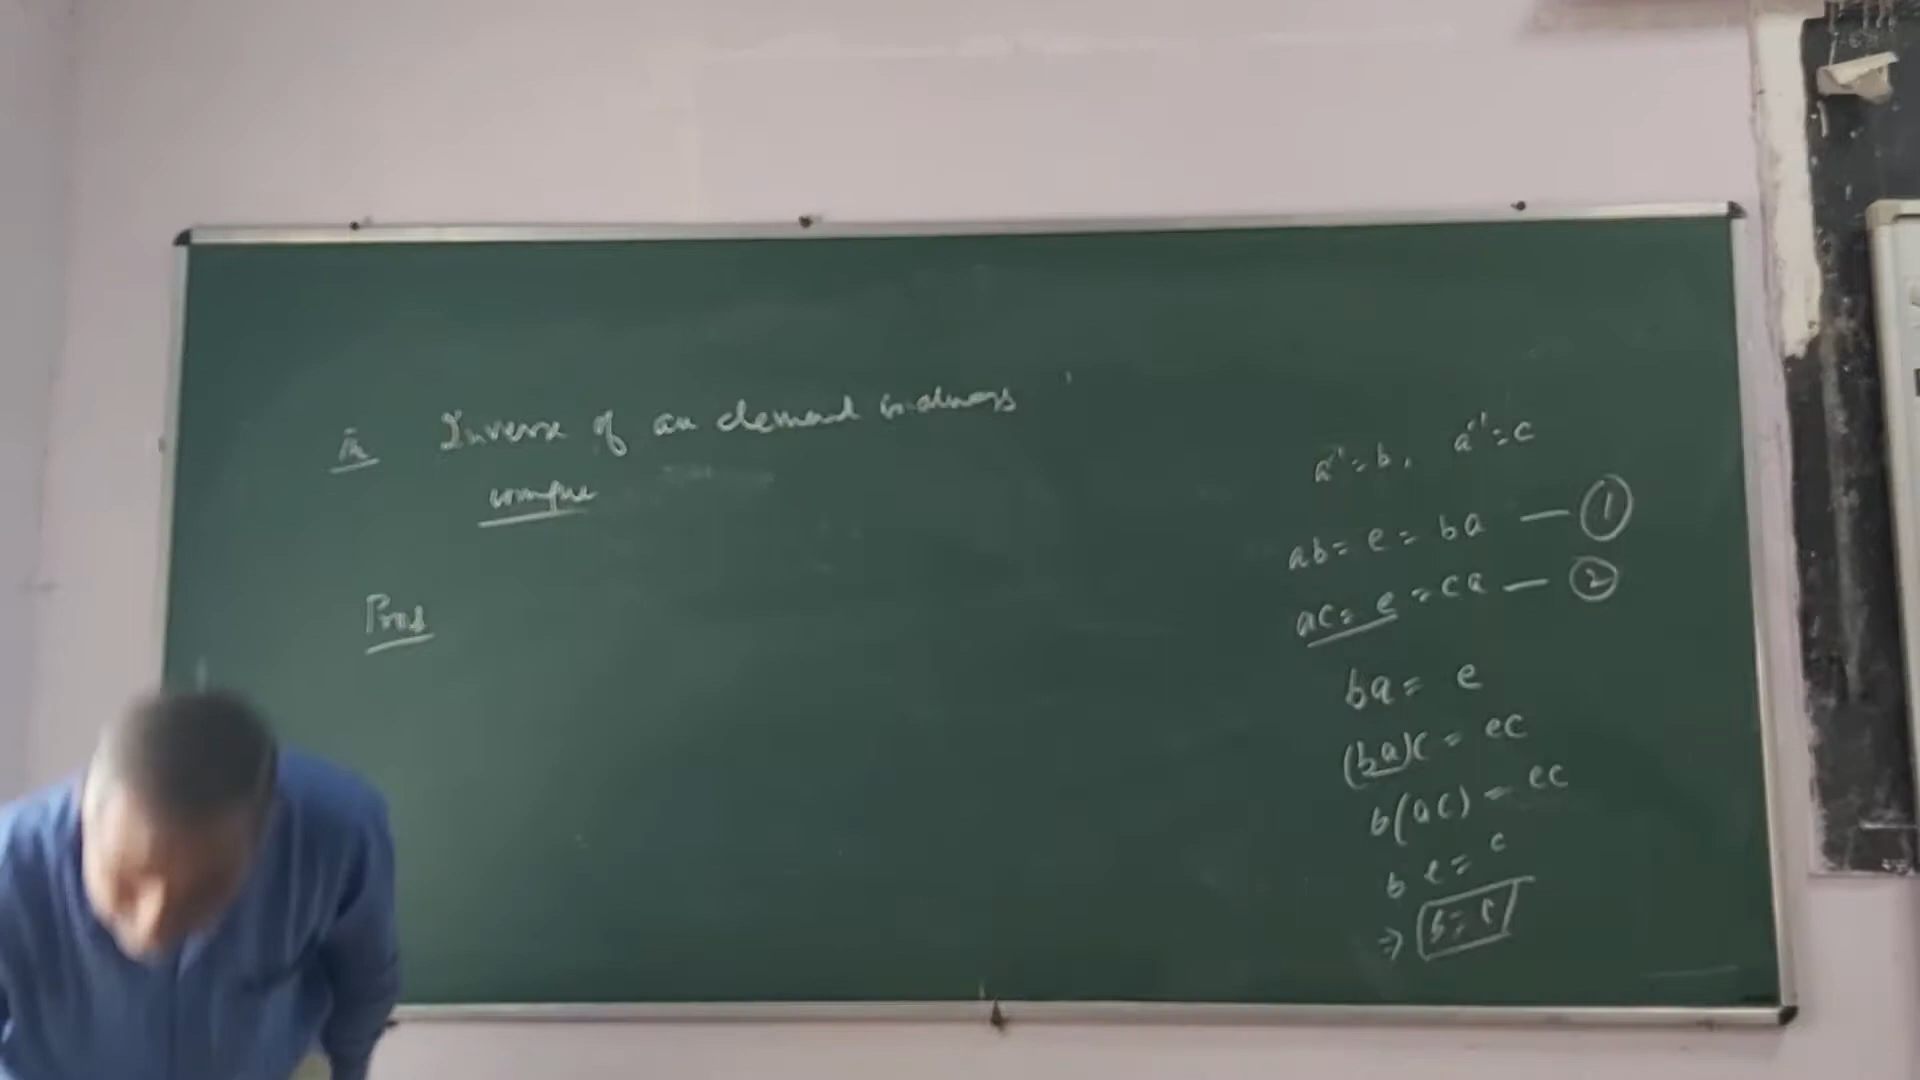 Inverse of an element is always
unique
Proof
a⁻¹ = b, a⁻¹ = c
ab = e = ba — ①
ac = e = ca — ②
ba = e
(ba)c = ec
b(ac) = ec
b e = c
⇒ b = c